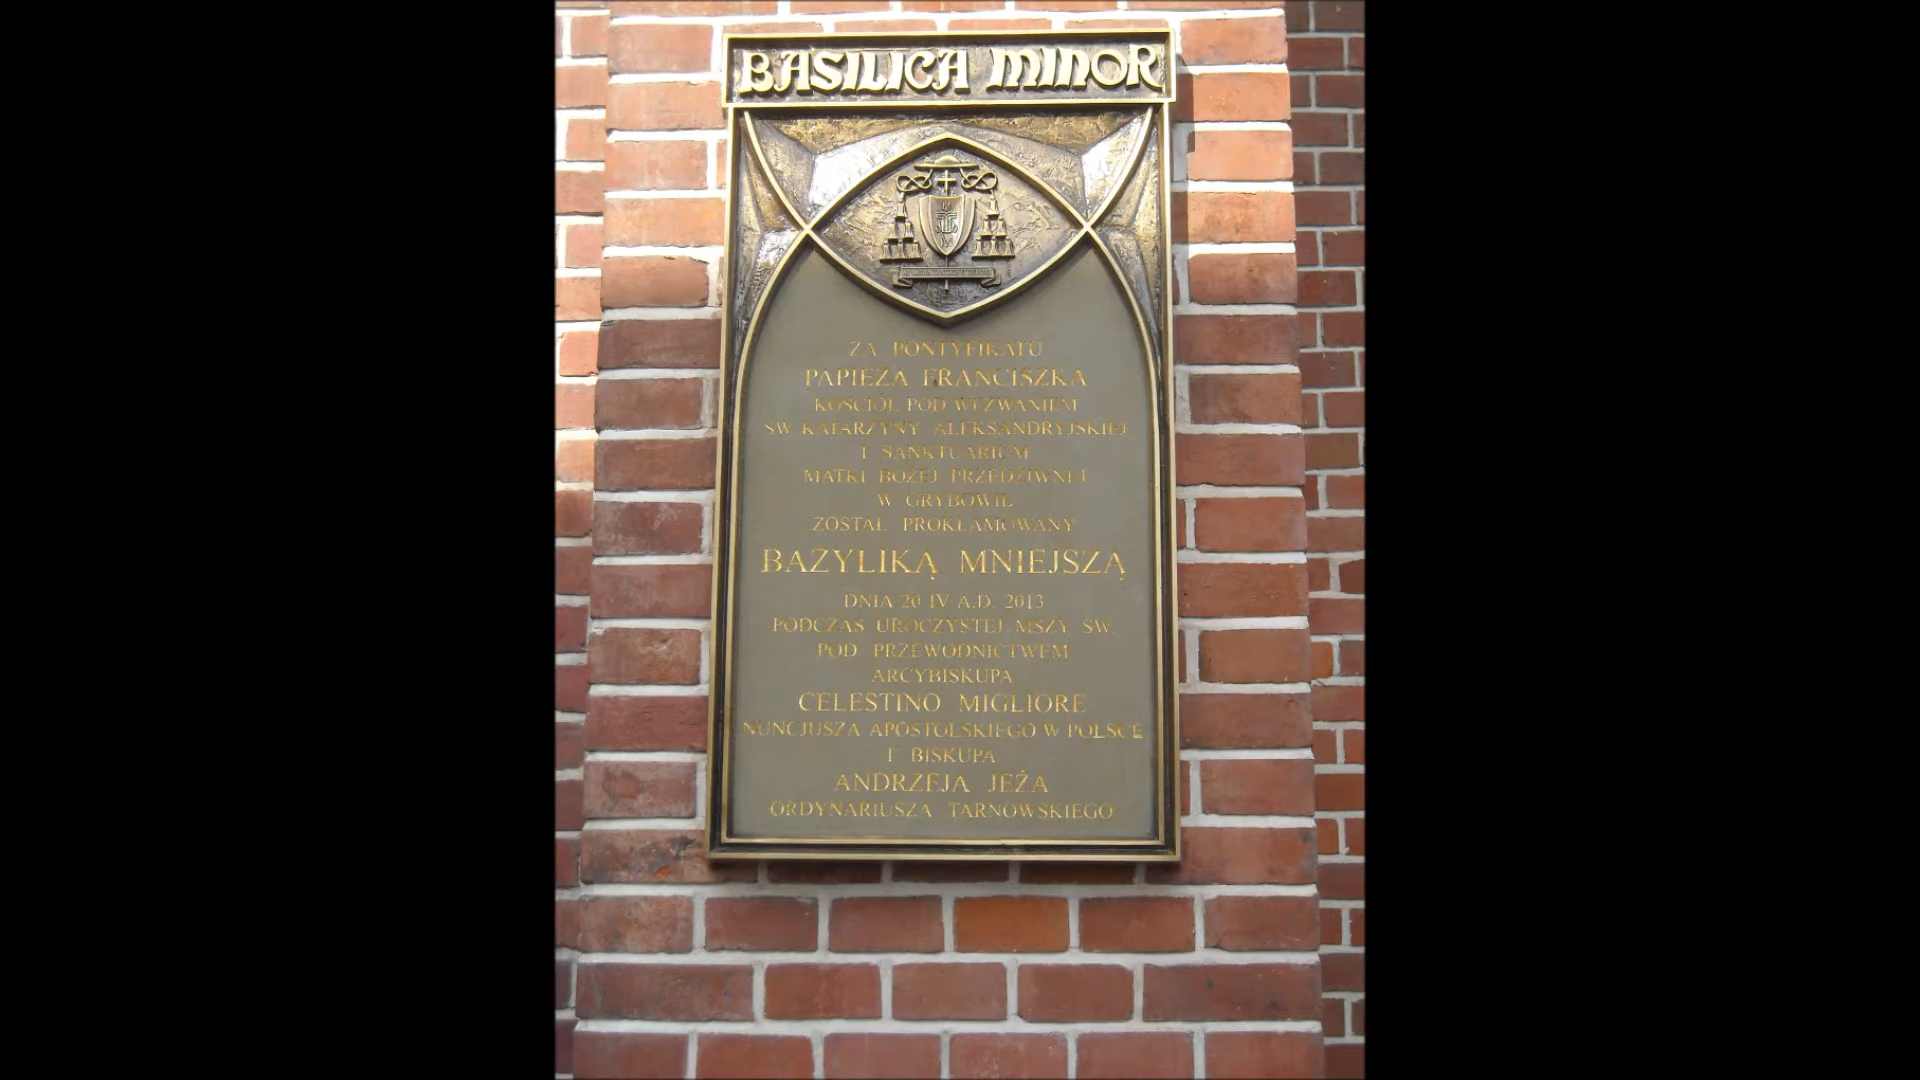 BASILICA MINOR
ZA PONTYFIKATU
PAPIEŻA FRANCISZKA
KOŚCIÓŁ POD WEZWANIEM
ŚW. KATARZYNY ALEKSANDRYJSKIEJ
I SANKTUARIUM
MATKI BOŻEJ PRZEDZIWNEJ
W GRYBOWIE
ZOSTAŁ PROKLAMOWANY
BAZYLIKĄ MNIEJSZĄ
DNIA 20 IV A.D. 2013
PODCZAS UROCZYSTEJ MSZY ŚW.
POD PRZEWODNICTWEM
ARCYBISKUPA
CELESTINO MIGLIORE
NUNCJUSZA APOSTOLSKIEGO W POLSCE
I BISKUPA
ANDRZEJA JEŻA
ORDYNARIUSZA TARNOWSKIEGO